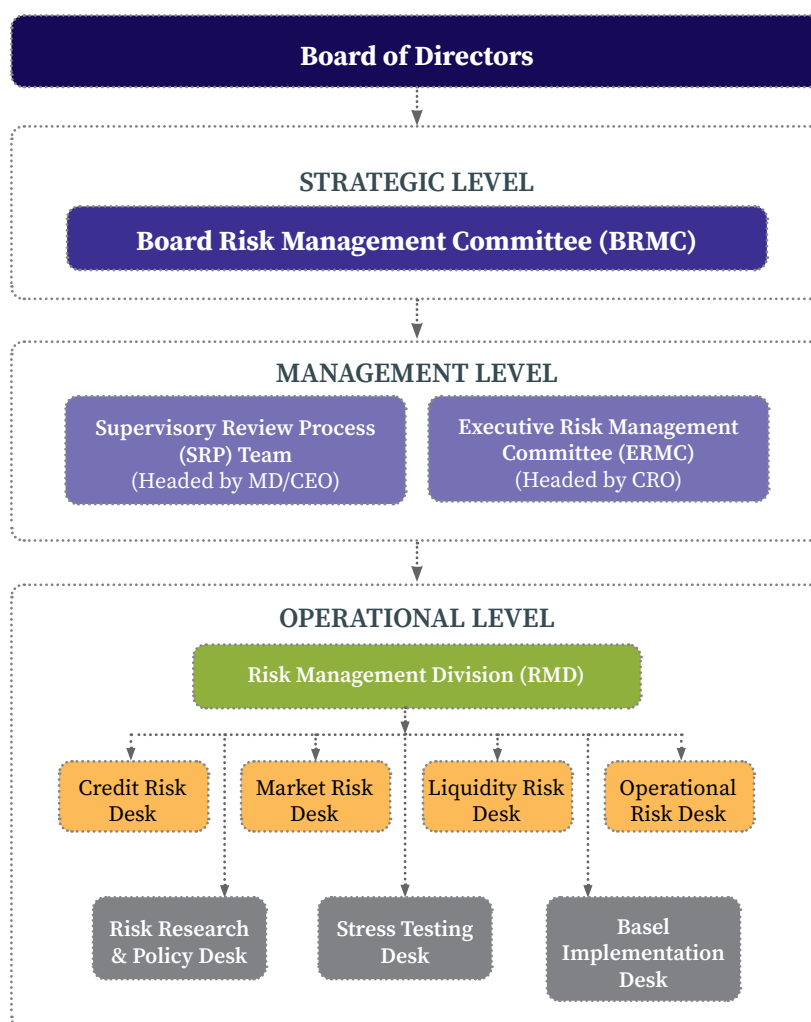 Board of Directors
STRATEGIC LEVEL
Board Risk Management Committee (BRMC)
MANAGEMENT LEVEL
Supervisory Review Process
(SRP) Team
(Headed by MD/CEO)
Executive Risk Management
Committee (ERMC)
(Headed by CRO)
OPERATIONAL LEVEL
Risk Management Division (RMD)
Credit Risk
Desk
Market Risk
Desk
Liquidity Risk
Desk
Operational
Risk Desk
Risk Research
& Policy Desk
Stress Testing
Desk
Basel
Implementation
Desk